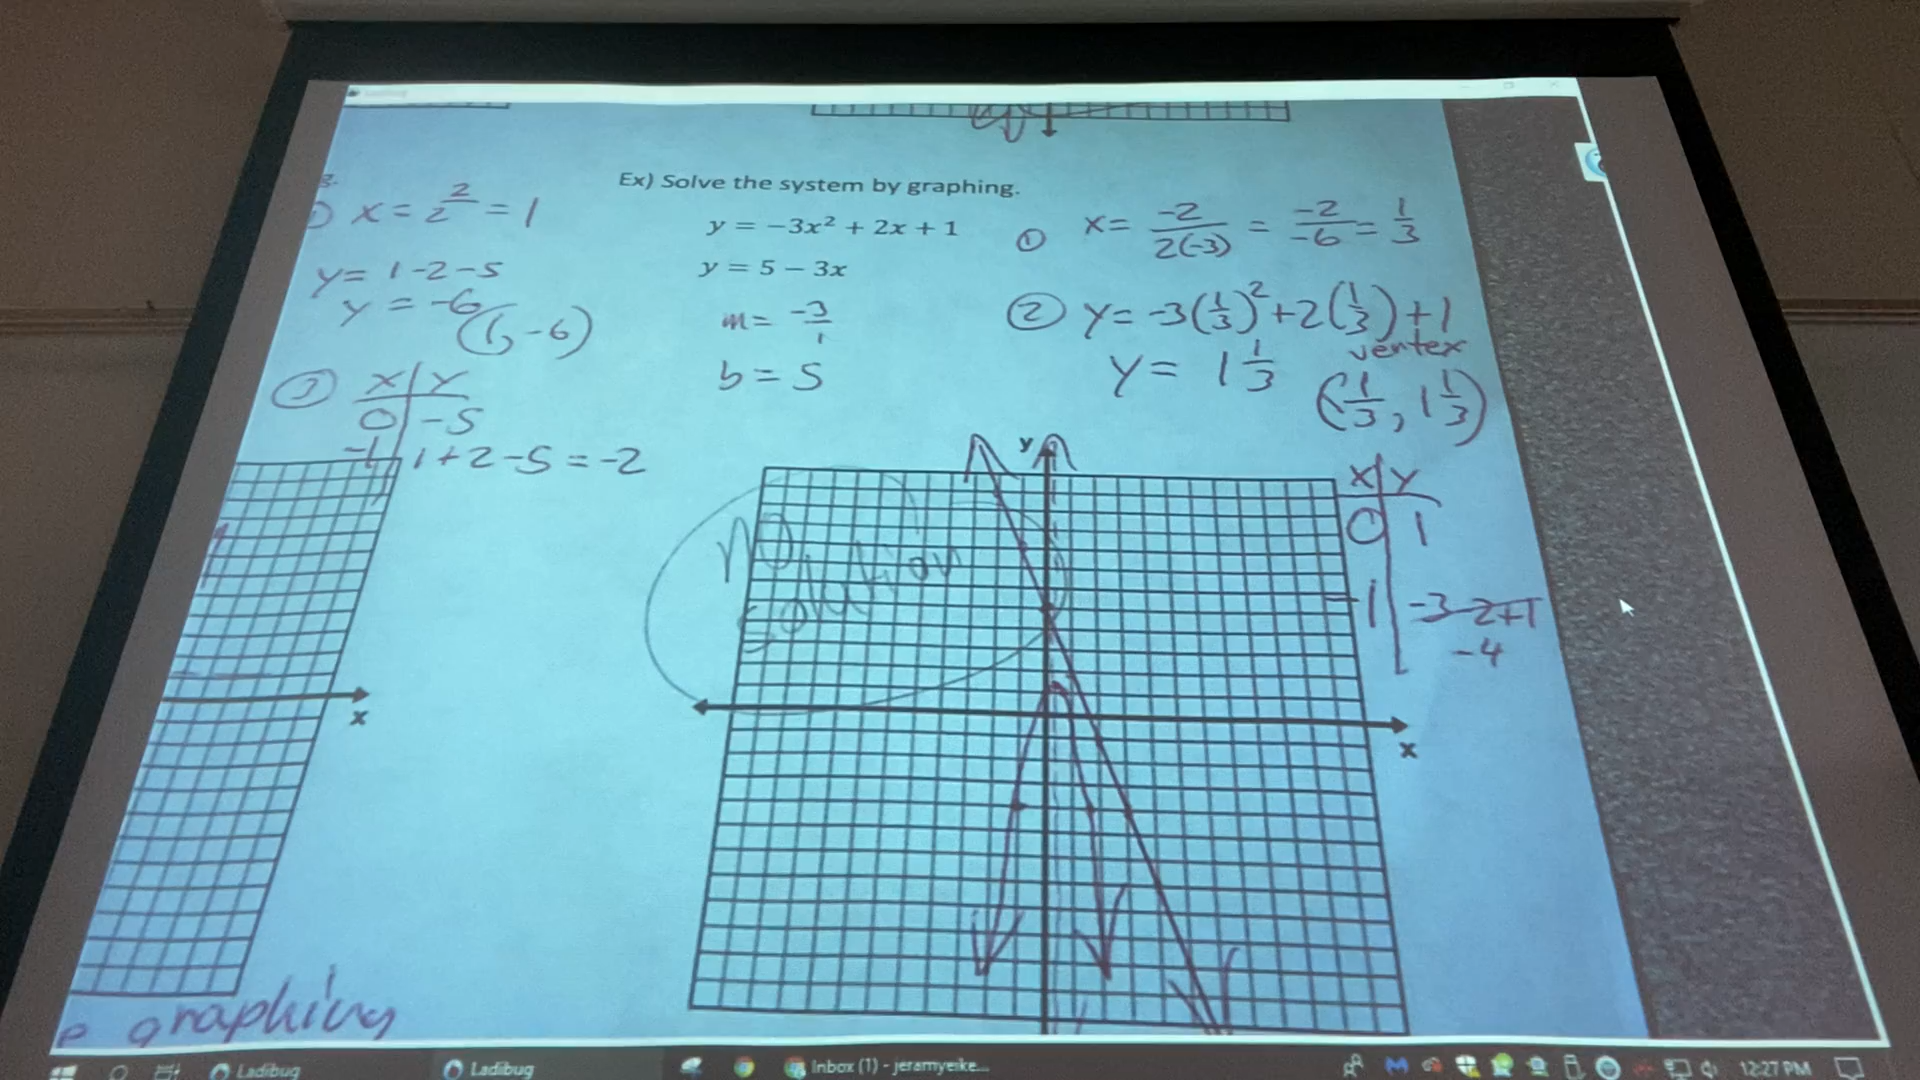 Ex) Solve the system by graphing.
y = −3x² + 2x + 1
y = 5 − 3x
m = -3/1
b = 5
x = 2/2 = 1
y = 1 - 2 - 5
y = -6
(1, -6)
③ x | y
0 | -5
-1 | 1 + 2 - 5 = -2
① x = -2/2(-3) = -2/-6 = 1/3
② y = -3(1/3)² + 2(1/3) + 1
y = 1 1/3
vertex
(1/3, 1 1/3)
x | y
0 | 1
-1 | -3 - 2 + 1
-4
y
no
solution
x
x
graphing
Ladibug
Ladibug
Inbox (1) - jeramyeike...
12:27 PM